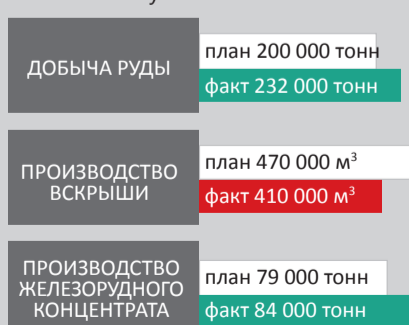 ДОБЫЧА РУДЫ
план 200 000 тонн
факт 232 000 тонн
ПРОИЗВОДСТВО
ВСКРЫШИ
план 470 000 м³
факт 410 000 м³
ПРОИЗВОДСТВО
ЖЕЛЕЗОРУДНОГО
КОНЦЕНТРАТА
план 79 000 тонн
факт 84 000 тонн